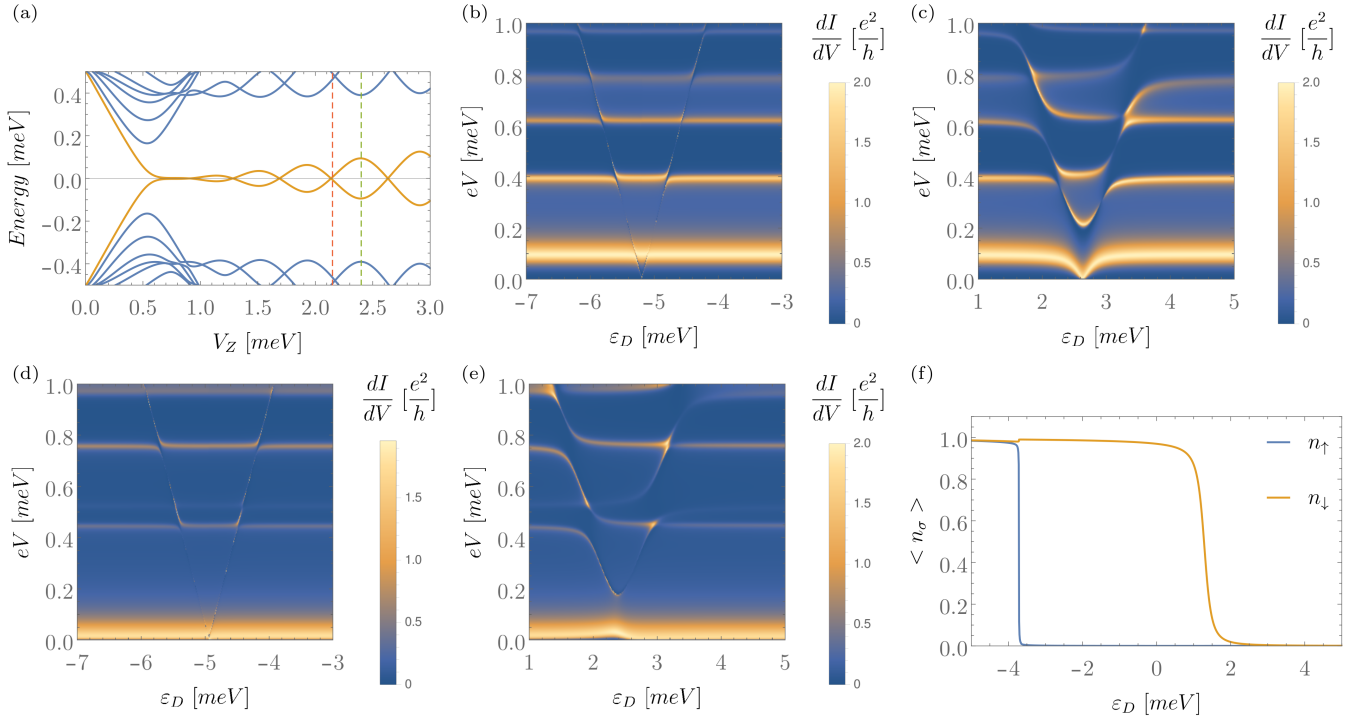 (a)
Energy [meV]
0.4
0.2
0.0
-0.2
-0.4
0.0 0.5 1.0 1.5 2.0 2.5 3.0
V_Z [meV]
(b)
eV [meV]
1.0
0.8
0.6
0.4
0.2
0.0
-7 -6 -5 -4 -3
ε_D [meV]
dI/dV [e²/h]
2.0
1.5
1.0
0.5
0
(c)
eV [meV]
1.0
0.8
0.6
0.4
0.2
0.0
1 2 3 4 5
ε_D [meV]
dI/dV [e²/h]
2.0
1.5
1.0
0.5
0
(d)
eV [meV]
1.0
0.8
0.6
0.4
0.2
0.0
-7 -6 -5 -4 -3
ε_D [meV]
dI/dV [e²/h]
1.5
1.0
0.5
0
(e)
eV [meV]
1.0
0.8
0.6
0.4
0.2
0.0
1 2 3 4 5
ε_D [meV]
dI/dV [e²/h]
2.0
1.5
1.0
0.5
0
(f)
< n_σ >
1.0
0.8
0.6
0.4
0.2
0.0
-4 -2 0 2 4
ε_D [meV]
n↑
n↓